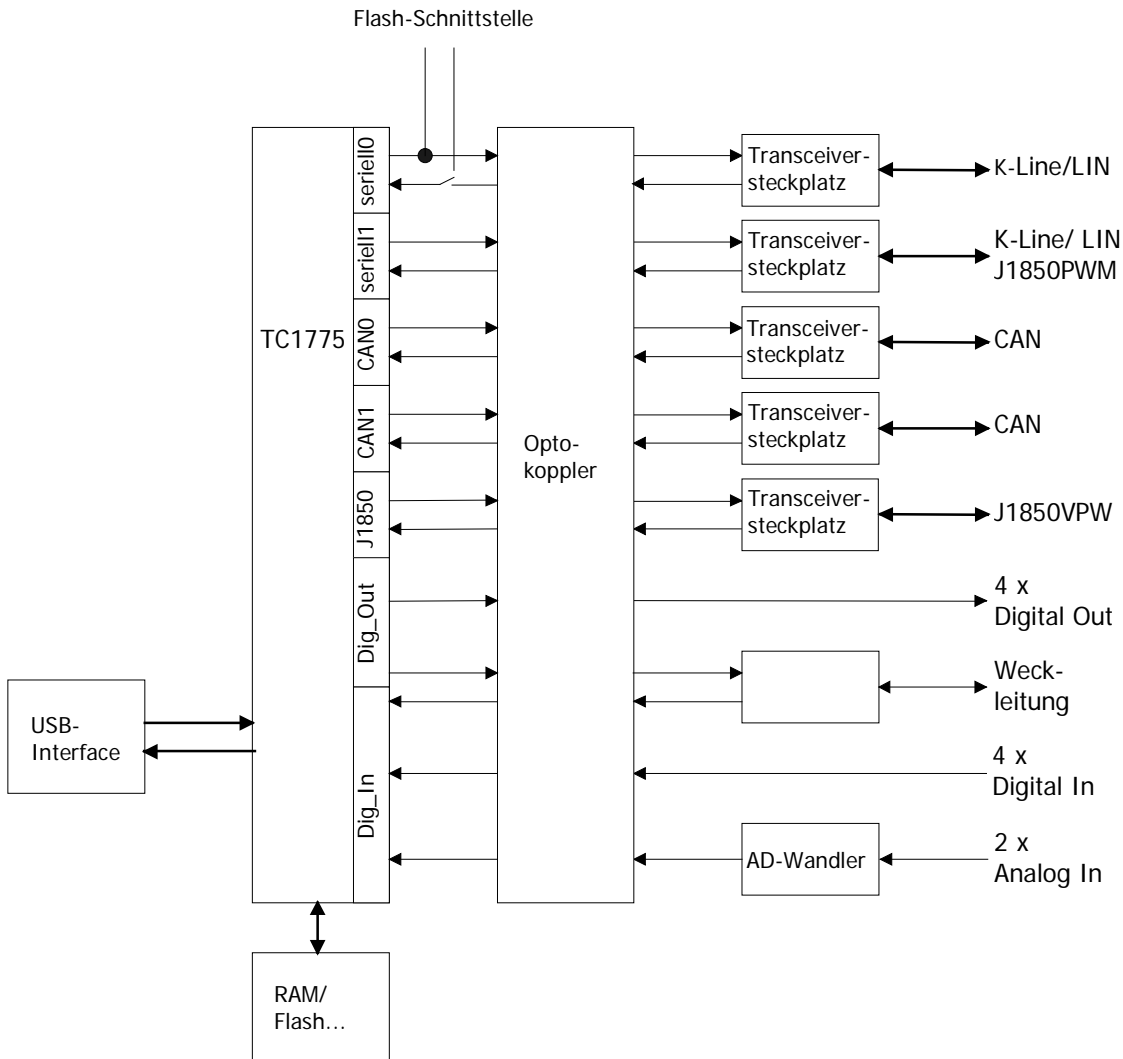 Flash-Schnittstelle
TC1775
seriell0
seriell1
CAN0
CAN1
J1850
Dig_Out
Dig_In
Opto-
koppler
Transceiver-
steckplatz
K-Line/LIN
Transceiver-
steckplatz
K-Line/ LIN
J1850PWM
Transceiver-
steckplatz
CAN
Transceiver-
steckplatz
CAN
Transceiver-
steckplatz
J1850VPW
4 x
Digital Out
Weck-
leitung
4 x
Digital In
AD-Wandler
2 x
Analog In
USB-
Interface
RAM/
Flash...